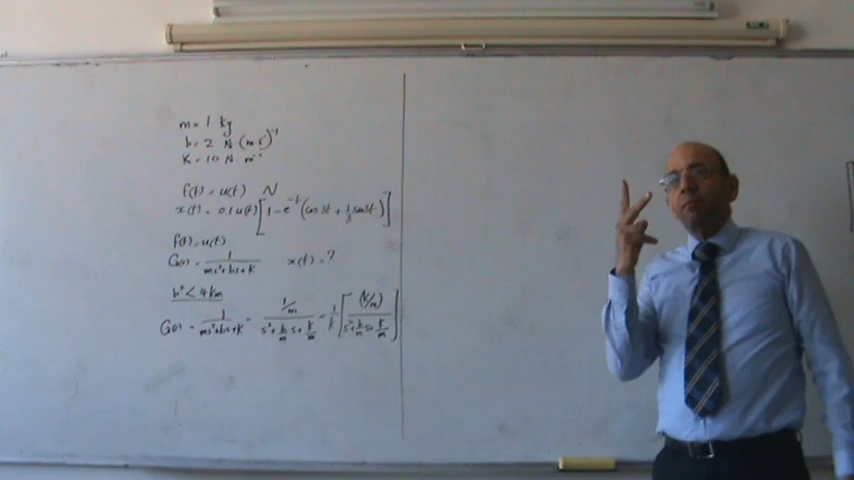 m = 1 kg
b = 2 N (m s⁻¹)⁻¹
K = 10 N m⁻¹
f(t) = u(t) N
x(t) = 0.1 u(t) [1 - e^{-t} (cos 3t + 1/3 sin 3t)]
f(t) = u(t)
G(s) = 1/(ms²+bs+k) x(t) = ?
b² < 4km
G(s) = 1/(ms²+bs+k) = (1/m)/(s²+(b/m)s+k/m) = 1/k [(k/m)/(s²+(b/m)s+k/m)]